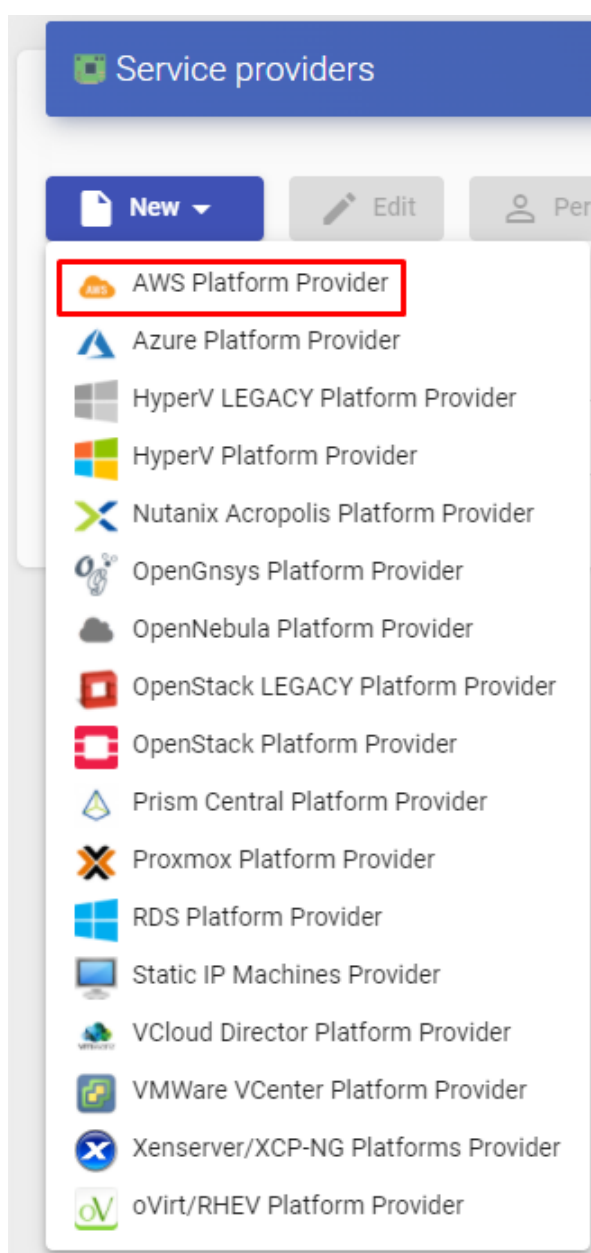 Service providers
New
Edit
Per
AWS Platform Provider
Azure Platform Provider
HyperV LEGACY Platform Provider
HyperV Platform Provider
Nutanix Acropolis Platform Provider
OpenGnsys Platform Provider
OpenNebula Platform Provider
OpenStack LEGACY Platform Provider
OpenStack Platform Provider
Prism Central Platform Provider
Proxmox Platform Provider
RDS Platform Provider
Static IP Machines Provider
VCloud Director Platform Provider
VMWare VCenter Platform Provider
Xenserver/XCP-NG Platforms Provider
oVirt/RHEV Platform Provider